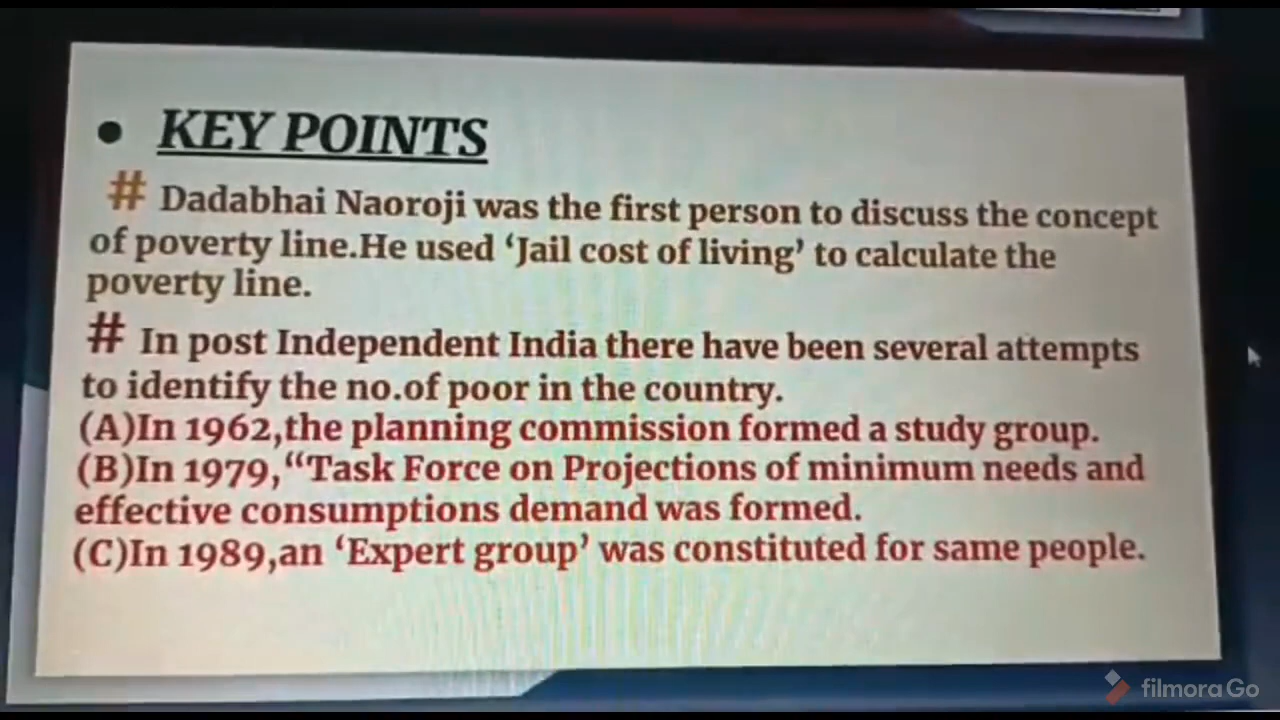 • KEY POINTS
# Dadabhai Naoroji was the first person to discuss the concept
of poverty line.He used ‘Jail cost of living’ to calculate the
poverty line.
# In post Independent India there have been several attempts
to identify the no.of poor in the country.
(A)In 1962,the planning commission formed a study group.
(B)In 1979,“Task Force on Projections of minimum needs and
effective consumptions demand was formed.
(C)In 1989,an ‘Expert group’ was constituted for same people.
filmora Go